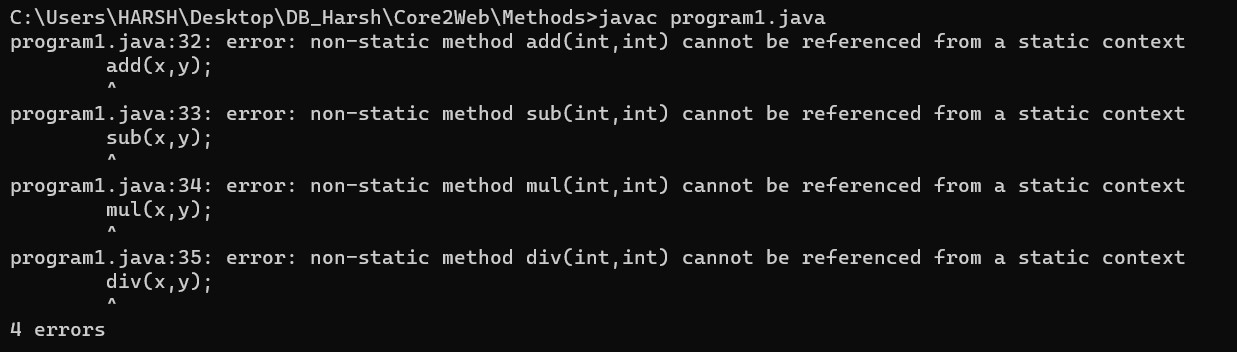 C:\Users\HARSH\Desktop\DB_Harsh\Core2Web\Methods>javac program1.java
program1.java:32: error: non-static method add(int,int) cannot be referenced from a static context
        add(x,y);
        ^
program1.java:33: error: non-static method sub(int,int) cannot be referenced from a static context
        sub(x,y);
        ^
program1.java:34: error: non-static method mul(int,int) cannot be referenced from a static context
        mul(x,y);
        ^
program1.java:35: error: non-static method div(int,int) cannot be referenced from a static context
        div(x,y);
        ^
4 errors